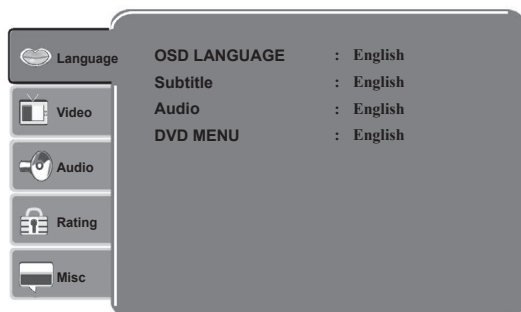 Language
Video
Audio
Rating
Misc
OSD LANGUAGE : English
Subtitle : English
Audio : English
DVD MENU : English